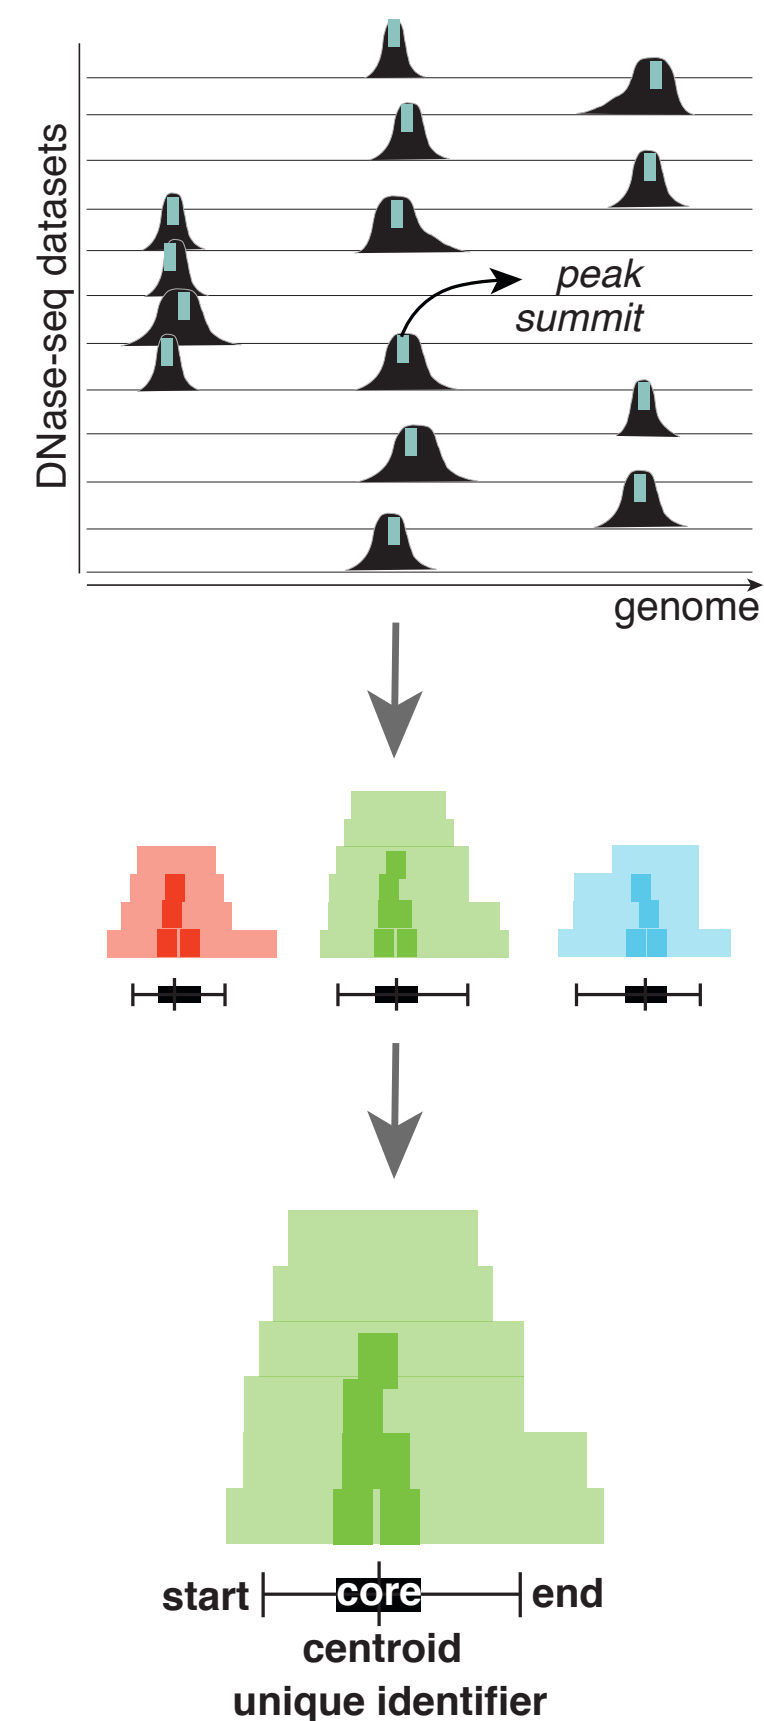 DNase-seq datasets
peak
summit
genome
start core end
centroid
unique identifier